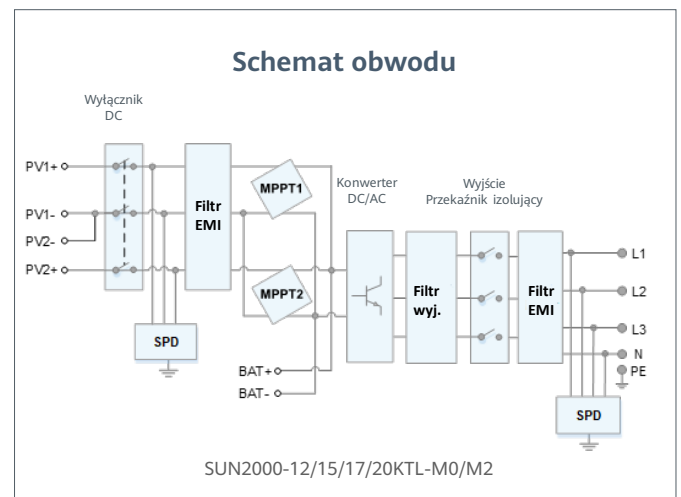 Schemat obwodu
Wyłącznik
DC
PV1+
PV1-
PV2-
PV2+
Filtr
EMI
SPD
MPPT1
MPPT2
BAT+
BAT-
Konwerter
DC/AC
Filtr
wyj.
Wyjście
Przekaźnik izolujący
Filtr
EMI
L1
L2
L3
N
PE
SPD
SUN2000-12/15/17/20KTL-M0/M2